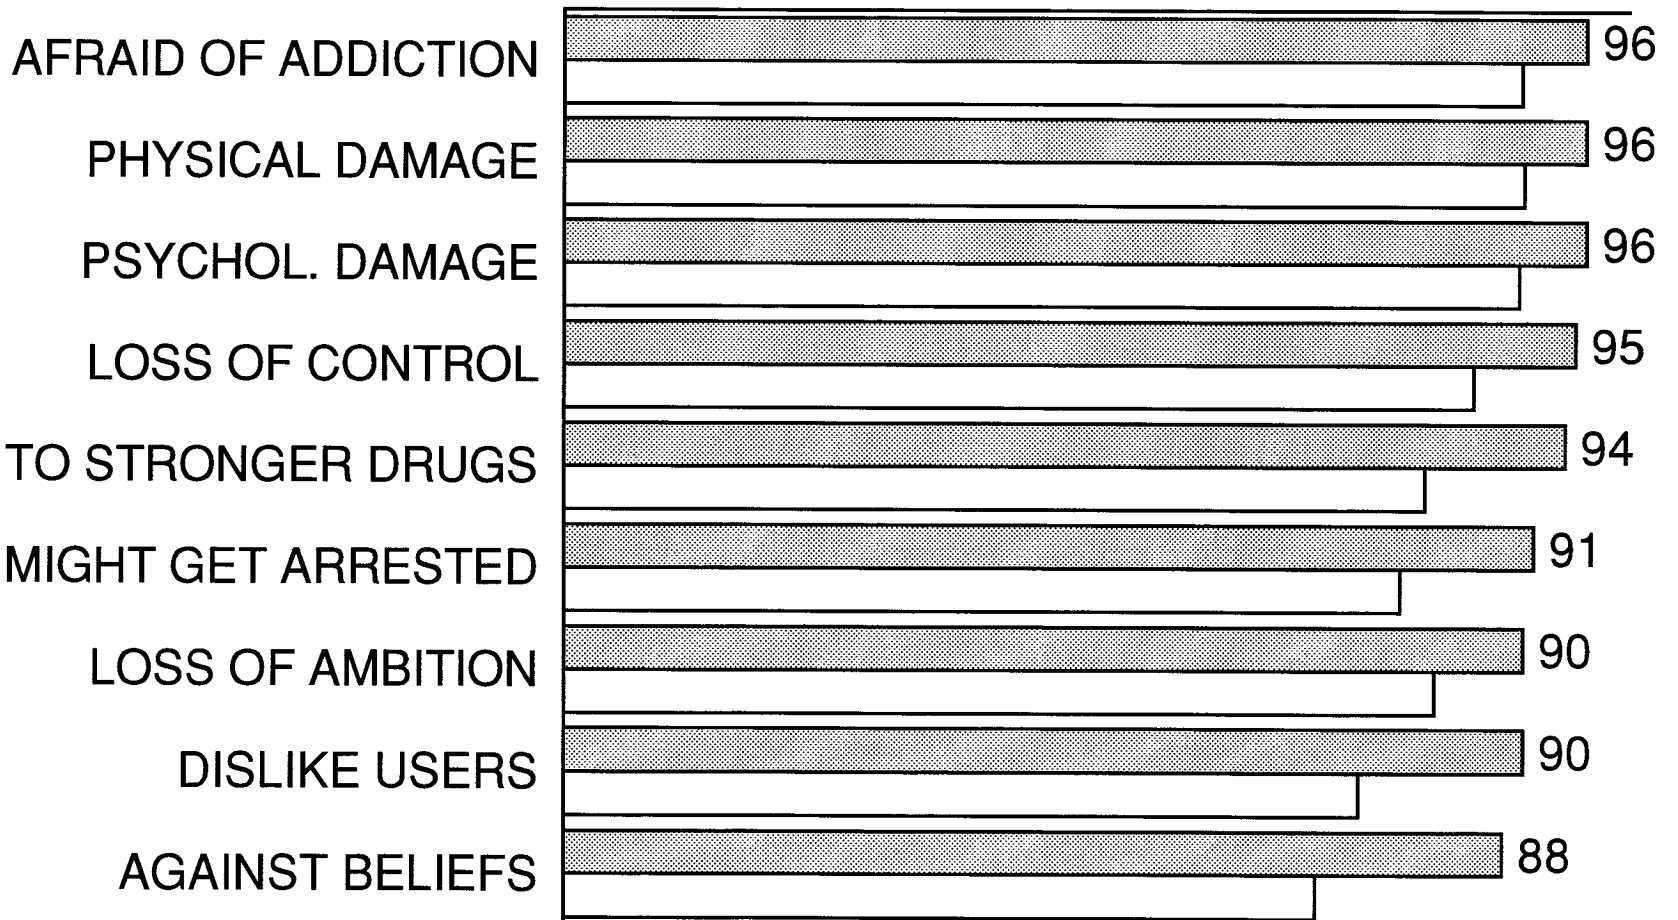 AFRAID OF ADDICTION 96
PHYSICAL DAMAGE 96
PSYCHOL. DAMAGE 96
LOSS OF CONTROL 95
TO STRONGER DRUGS 94
MIGHT GET ARRESTED 91
LOSS OF AMBITION 90
DISLIKE USERS 90
AGAINST BELIEFS 88